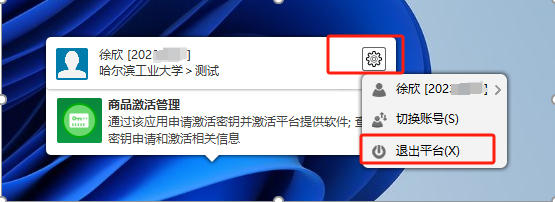 徐欣 [202
哈尔滨工业大学 > 测试
商品激活管理
通过该应用申请激活密钥并激活平台提供软件; 查
密钥申请和激活相关信息
徐欣 [202
切换账号(S)
退出平台(X)